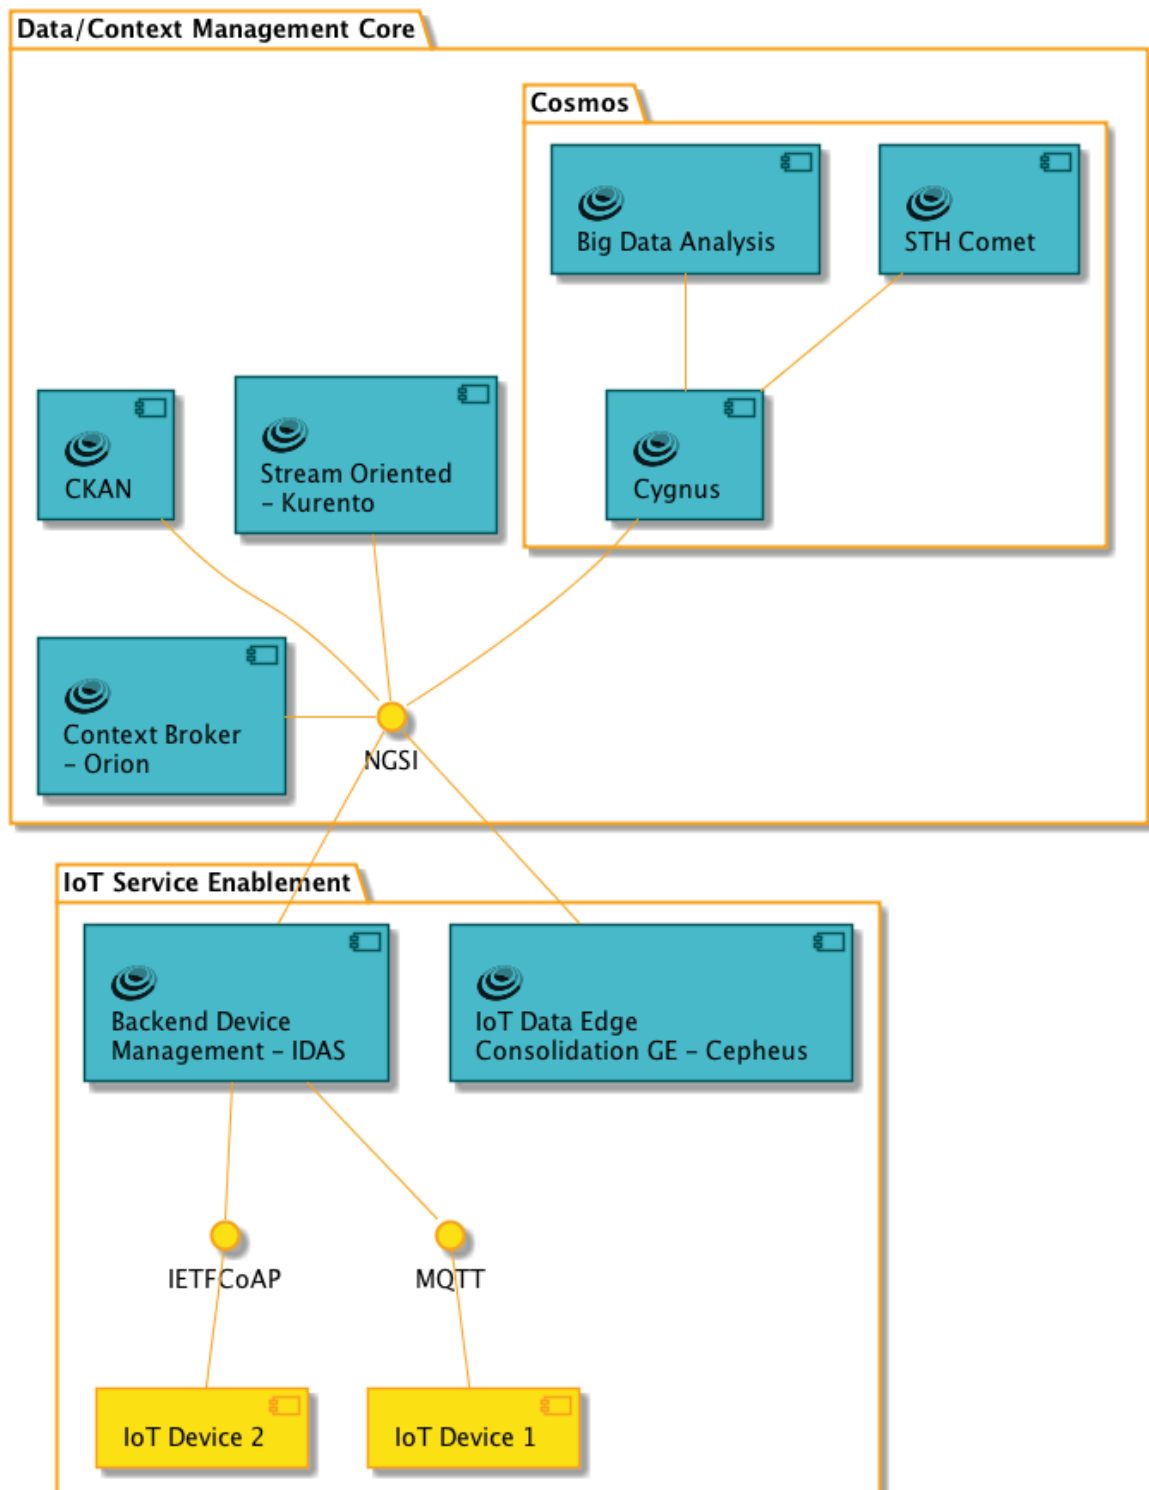 Data/Context Management Core
Cosmos
Big Data Analysis
STH Comet
CKAN
Stream Oriented
– Kurento
Cygnus
Context Broker
– Orion
NGSI
IoT Service Enablement
Backend Device
Management – IDAS
IoT Data Edge
Consolidation GE – Cepheus
IETFCoAP
MQTT
IoT Device 2
IoT Device 1